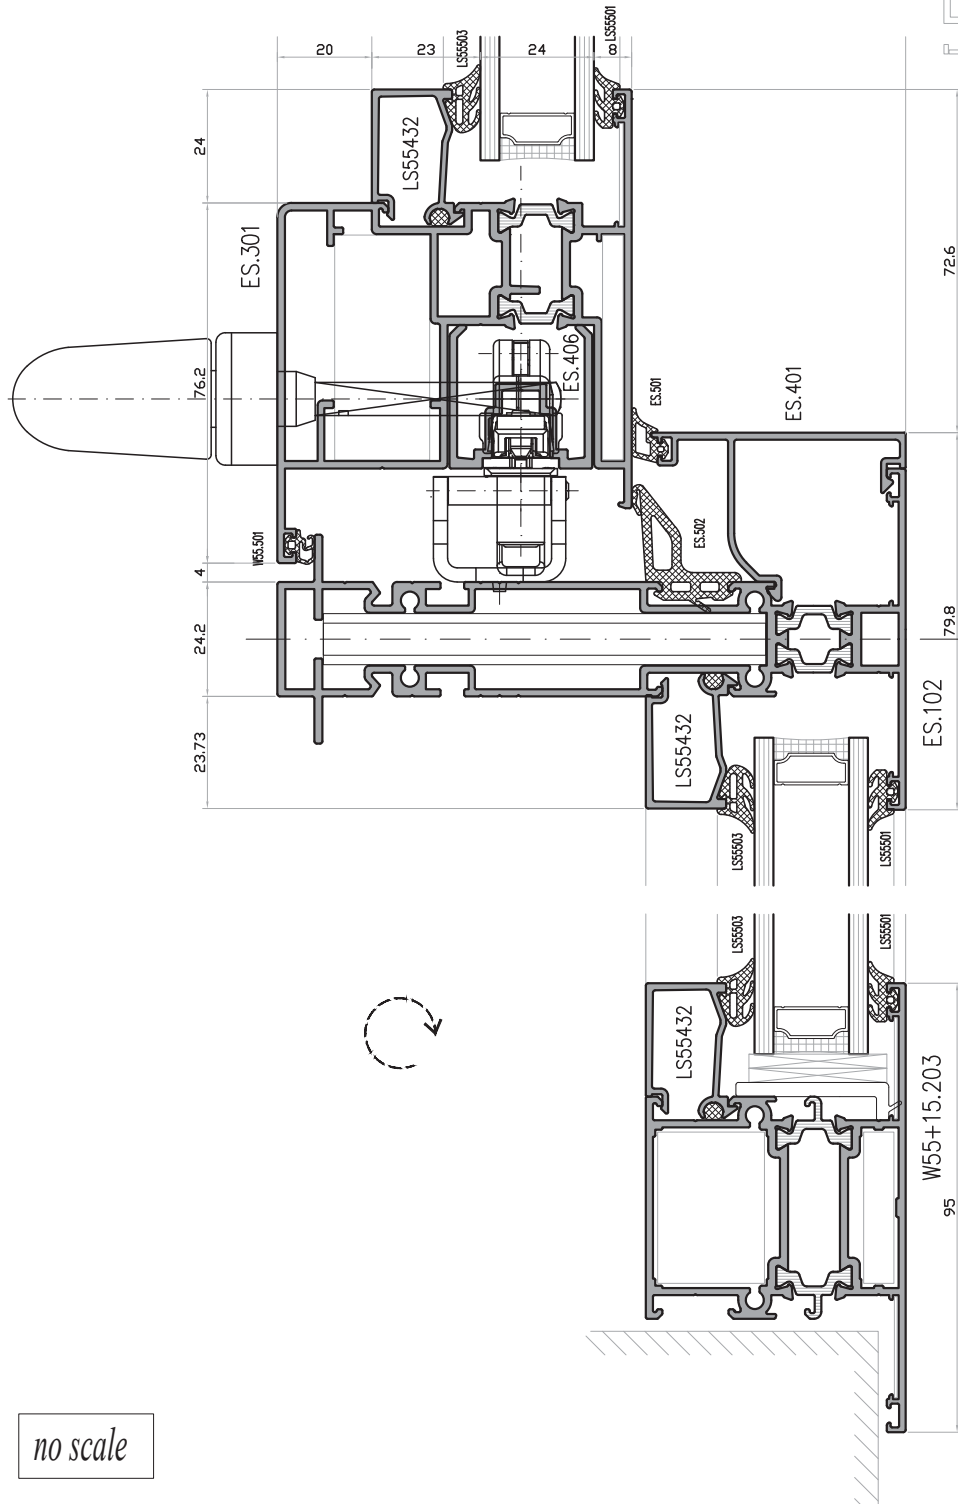 20
23
24
8
LS55503
LS55501
24
LS55432
ES.301
72.6
76.2
ES.406
ES.501
ES.401
W55.501
ES.502
4
24.2
79.8
23.73
LS55432
ES.102
LS55503
LS55501
LS55503
LS55501
LS55432
W55+15.203
95
no scale